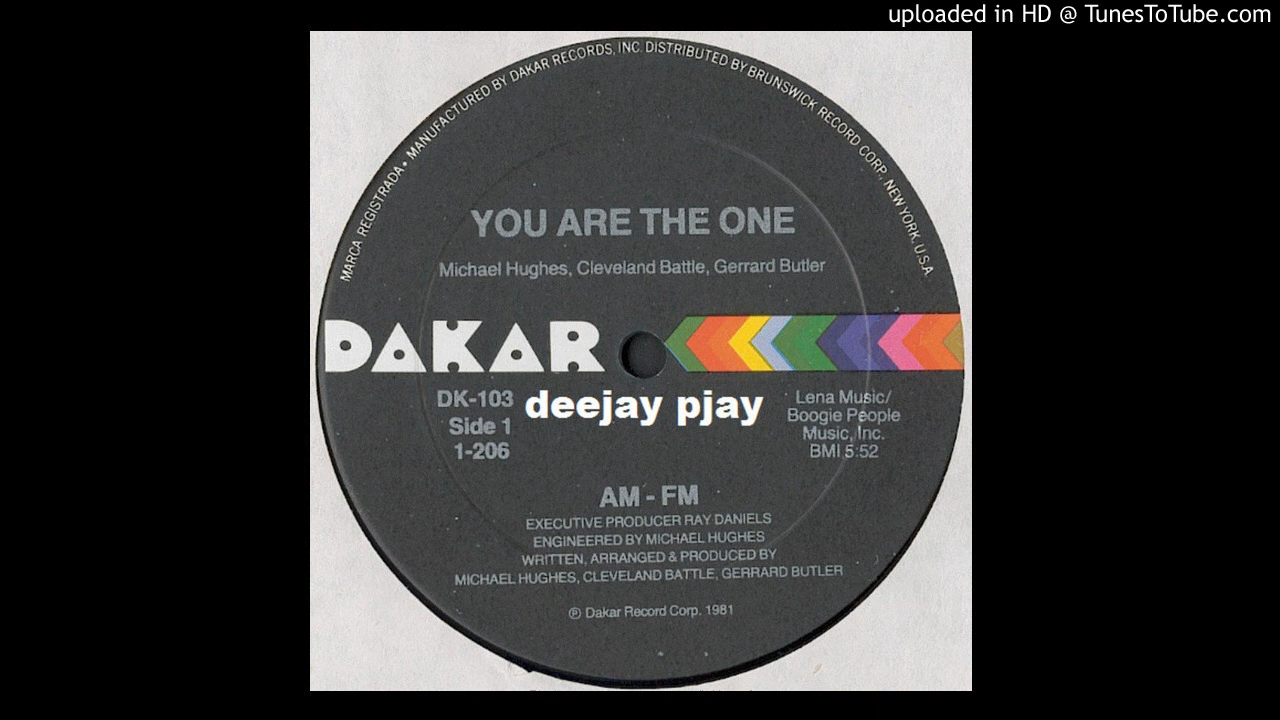 uploaded in HD @ TunesToTube.com
MARCA REGISTRADA • MANUFACTURED BY DAKAR RECORDS, INC. DISTRIBUTED BY BRUNSWICK RECORD CORP., NEW YORK, U.S.A.
YOU ARE THE ONE
Michael Hughes, Cleveland Battle, Gerrard Butler
DAKAR
DK-103
Side 1
1-206
deejay pjay
Lena Music/
Boogie People
Music, Inc.
BMI 5:52
AM - FM
EXECUTIVE PRODUCER RAY DANIELS
ENGINEERED BY MICHAEL HUGHES
WRITTEN, ARRANGED & PRODUCED BY
MICHAEL HUGHES, CLEVELAND BATTLE, GERRARD BUTLER
℗ Dakar Record Corp. 1981